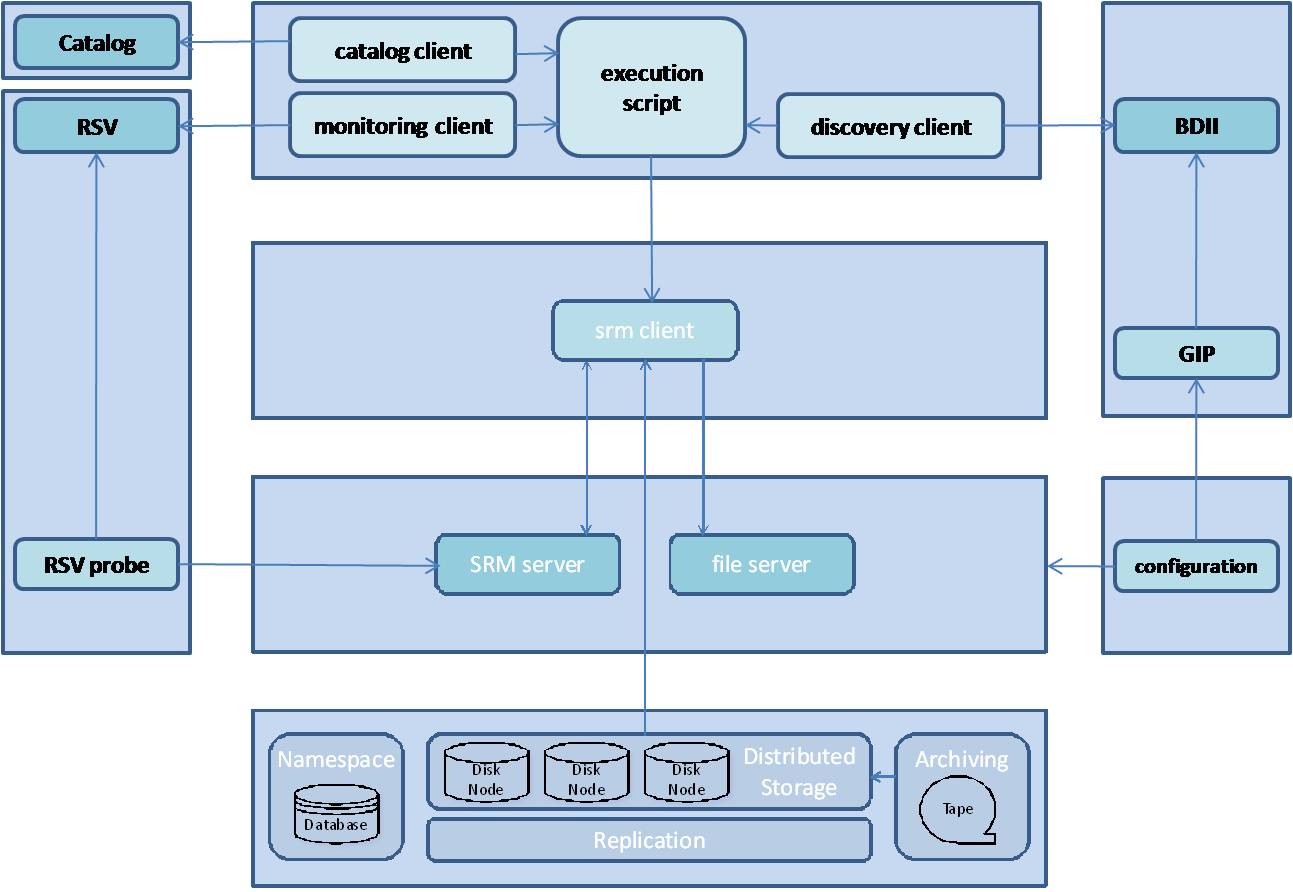 Catalog
catalog client
execution
script
RSV
monitoring client
discovery client
BDII
srm client
GIP
RSV probe
SRM server
file server
configuration
Namespace
Database
Disk
Node
Disk
Node
Disk
Node
Distributed
Storage
Archiving
Tape
Replication